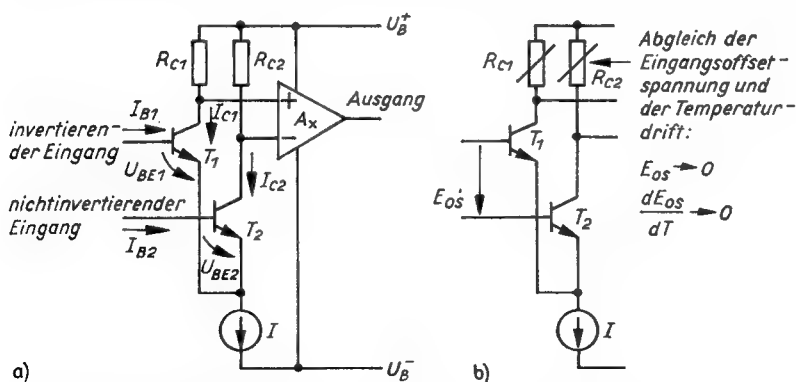 U_B^+
R_C1
R_C2
I_B1
I_C1
+
A_x
Ausgang
invertieren-
der Eingang
T_1
−
U_BE1
I_C2
nichtinvertierender
Eingang
T_2
I_B2
U_BE2
I
a)
U_B^-
R_C1
R_C2
Abgleich der
Eingangsoffset-
spannung und
der Temperatur-
drift:
T_1
E_os
E_os → 0
T_2
dE_os/dT → 0
I
b)